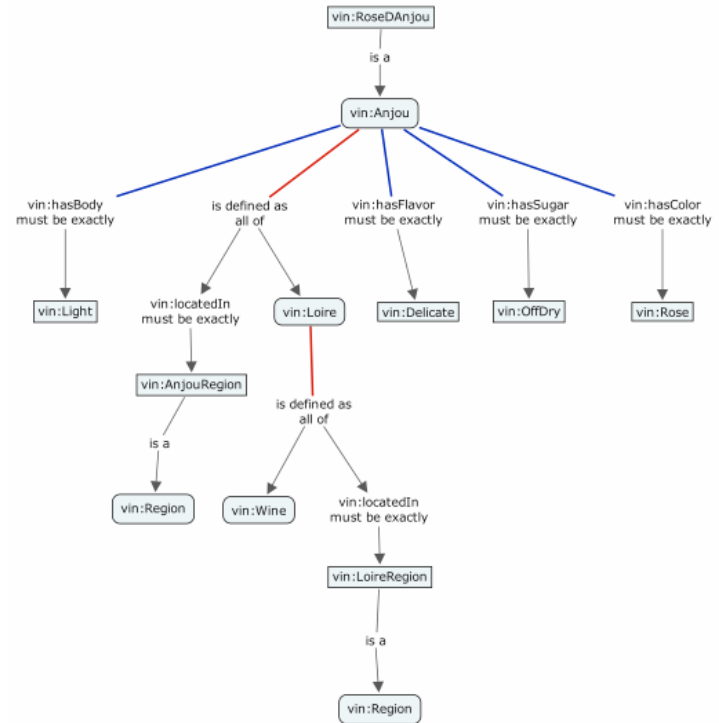 vin:RoseDAnjou
is a
vin:Anjou
vin:hasBody
must be exactly
is defined as
all of
vin:hasFlavor
must be exactly
vin:hasSugar
must be exactly
vin:hasColor
must be exactly
vin:Light
vin:locatedIn
must be exactly
vin:Loire
vin:Delicate
vin:OffDry
vin:Rose
vin:AnjouRegion
is defined as
all of
is a
vin:Region
vin:Wine
vin:locatedIn
must be exactly
vin:LoireRegion
is a
vin:Region